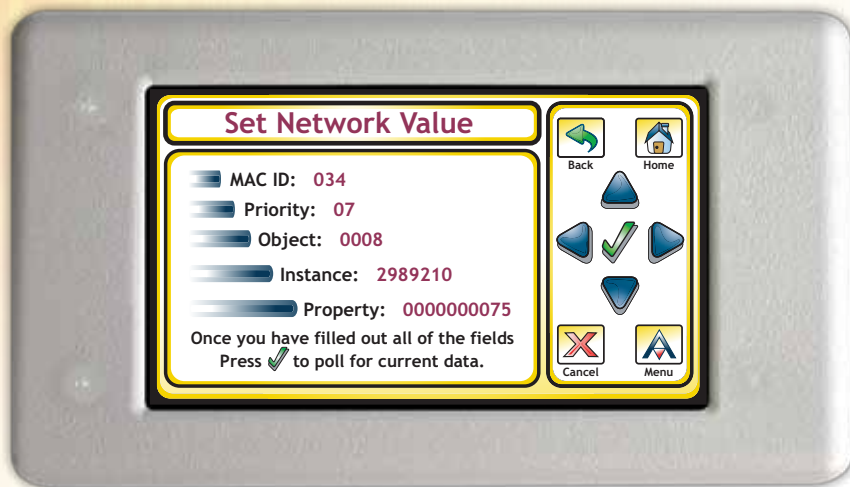 Set Network Value
MAC ID: 034
Priority: 07
Object: 0008
Instance: 2989210
Property: 0000000075
Once you have filled out all of the fields
Press to poll for current data.
Back
Home
Cancel
Menu